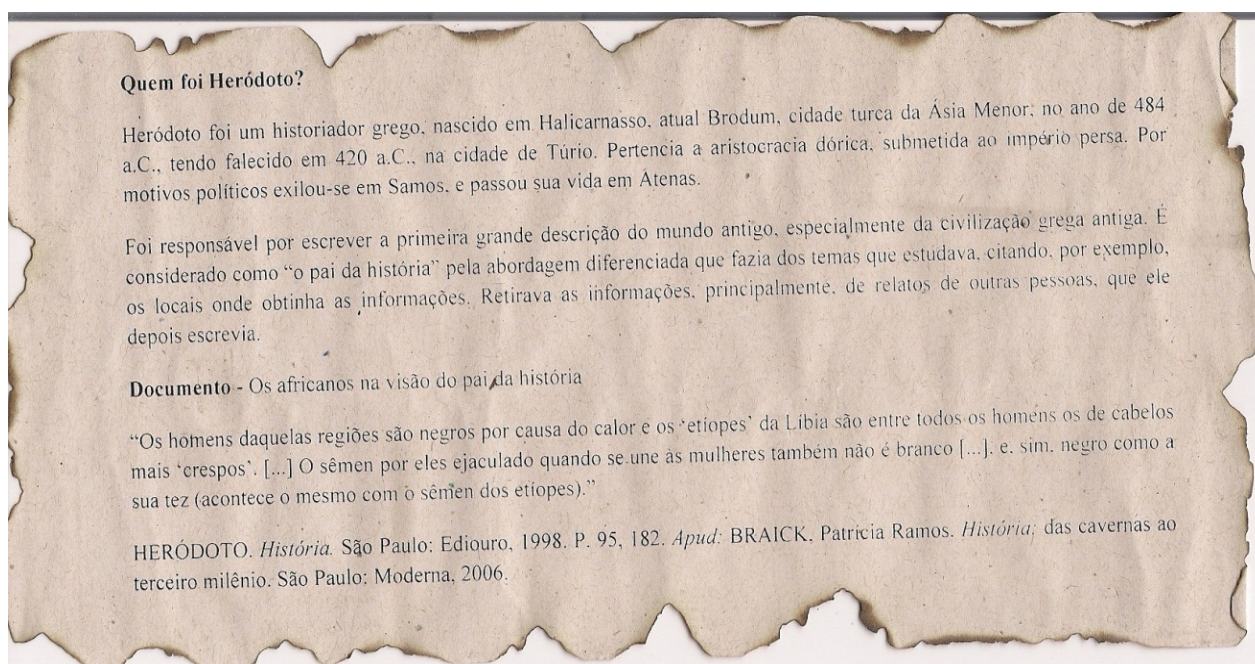 Quem foi Heródoto?
Heródoto foi um historiador grego, nascido em Halicarnasso, atual Brodum, cidade turca da Ásia Menor; no ano de 484
a.C., tendo falecido em 420 a.C., na cidade de Túrio. Pertencia a aristocracia dórica, submetida ao império persa. Por
motivos políticos exilou-se em Samos, e passou sua vida em Atenas.
Foi responsável por escrever a primeira grande descrição do mundo antigo, especialmente da civilização grega antiga. É
considerado como “o pai da história” pela abordagem diferenciada que fazia dos temas que estudava, citando, por exemplo,
os locais onde obtinha as informações. Retirava as informações, principalmente, de relatos de outras pessoas, que ele
depois escrevia.
Documento - Os africanos na visão do pai da história
“Os homens daquelas regiões são negros por causa do calor e os ‘etíopes’ da Líbia são entre todos os homens os de cabelos
mais ‘crespos’. [...] O sêmen por eles ejaculado quando se une às mulheres também não é branco [...], e, sim, negro como a
sua tez (acontece o mesmo com o sêmen dos etíopes).”
HERÓDOTO. História. São Paulo: Ediouro, 1998. P. 95, 182. Apud: BRAICK, Patrícia Ramos. História; das cavernas ao
terceiro milênio. São Paulo: Moderna, 2006.